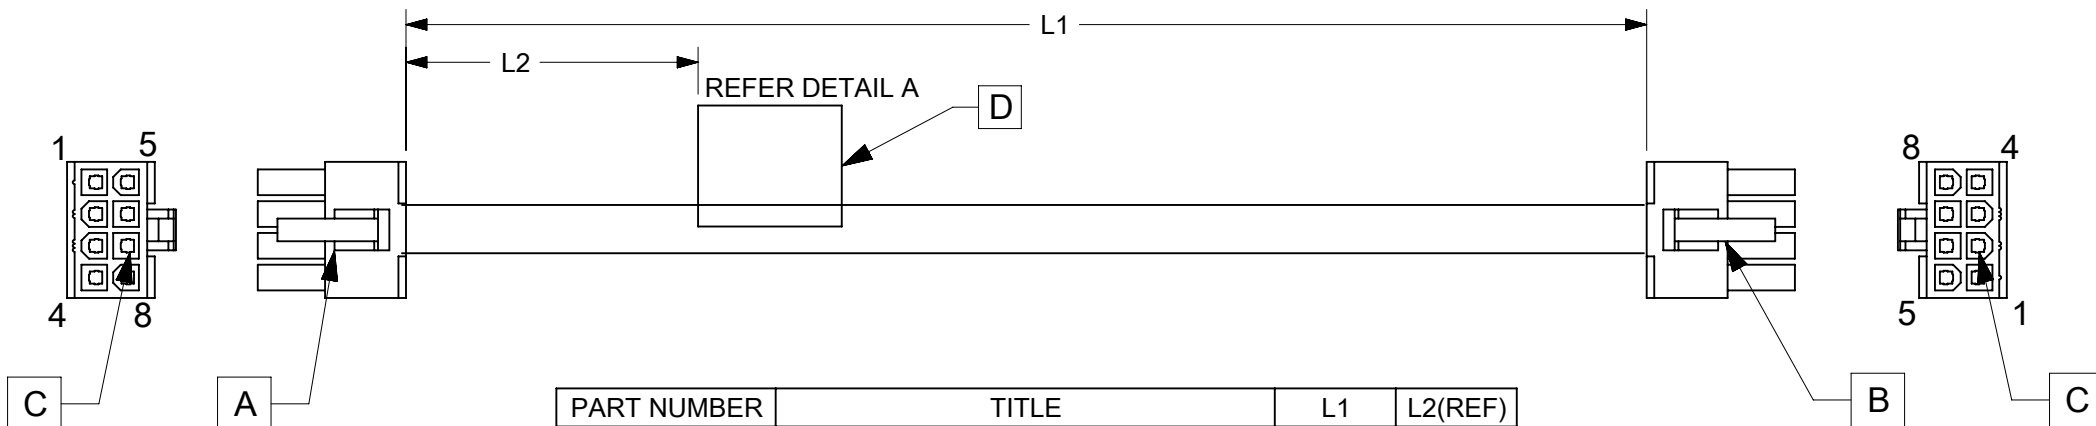 L1
L2
REFER DETAIL A
D
1 5
8 4
4 8
5 1
C
A
B
C
PART NUMBER TITLE L1 L2(REF)